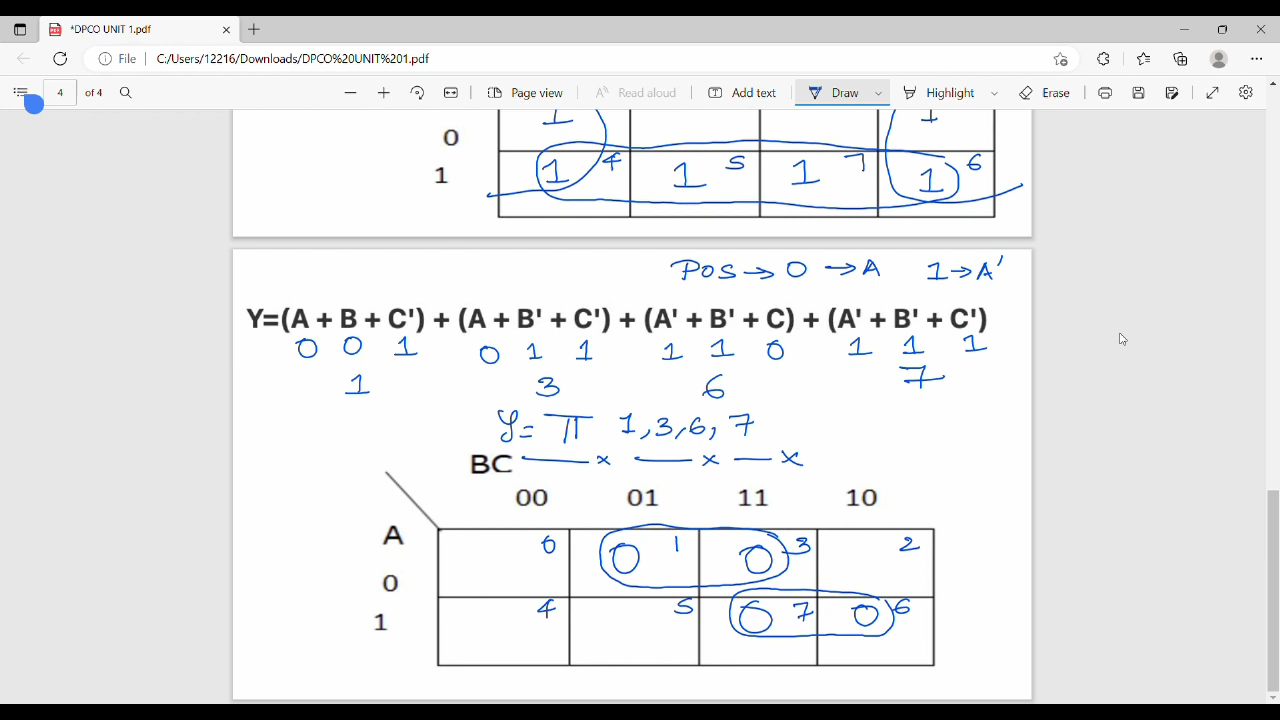 *DPCO UNIT 1.pdf
File C:/Users/12216/Downloads/DPCO%20UNIT%201.pdf
4 of 4 Page view Read aloud Add text Draw Highlight Erase
1 1
0
1 1 4 1 5 1 7 1 6
POS → 0 → A 1 → A'
Y=(A + B + C') + (A + B' + C') + (A' + B' + C) + (A' + B' + C')
0 0 1 0 1 1 1 1 0 1 1 1
1 3 6 7
Y = π 1, 3, 6, 7
BC —— x —— x — x
00 01 11 10
A 0 0 1 0 3 2
0
1 4 5 0 7 0 6